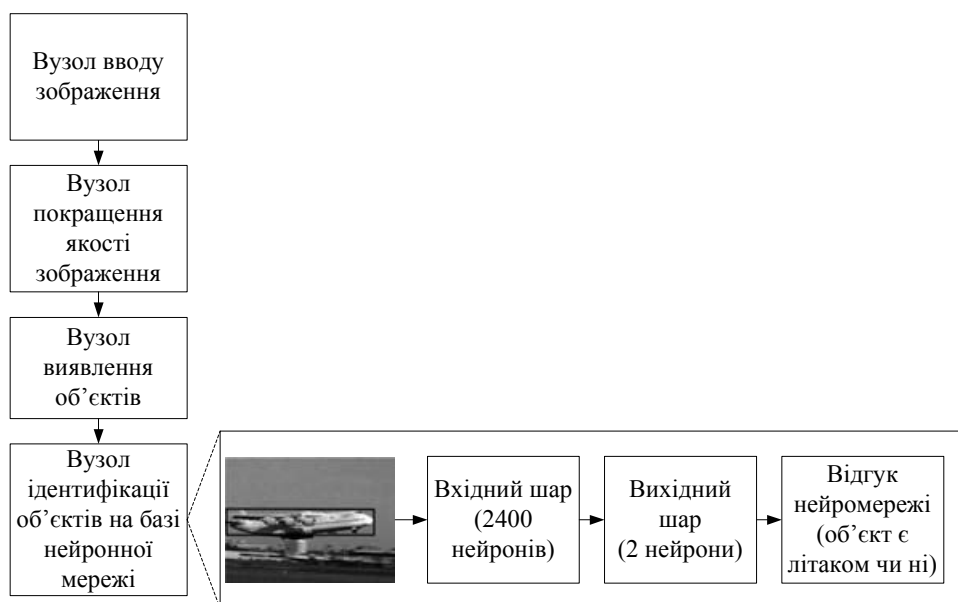 Вузол вводу
зображення
Вузол
покращення
якості
зображення
Вузол
виявлення
об’єктів
Вузол
ідентифікації
об’єктів на базі
нейронної
мережі
Вхідний шар
(2400
нейронів)
Вихідний
шар
(2 нейрони)
Відгук
нейромережі
(об’єкт є
літаком чи ні)